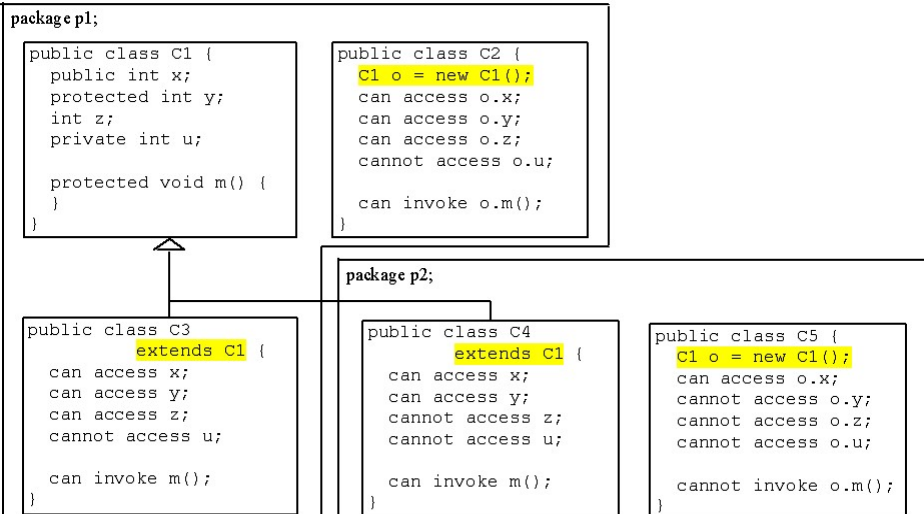 package p1;
public class C1 {
public int x;
protected int y;
int z;
private int u;
protected void m() {
}
}
public class C2 {
C1 o = new C1();
can access o.x;
can access o.y;
can access o.z;
cannot access o.u;
can invoke o.m();
}
package p2;
public class C3
extends C1 {
can access x;
can access y;
can access z;
cannot access u;
can invoke m();
}
public class C4
extends C1 {
can access x;
can access y;
cannot access z;
cannot access u;
can invoke m();
}
public class C5 {
C1 o = new C1();
can access o.x;
cannot access o.y;
cannot access o.z;
cannot access o.u;
cannot invoke o.m();
}